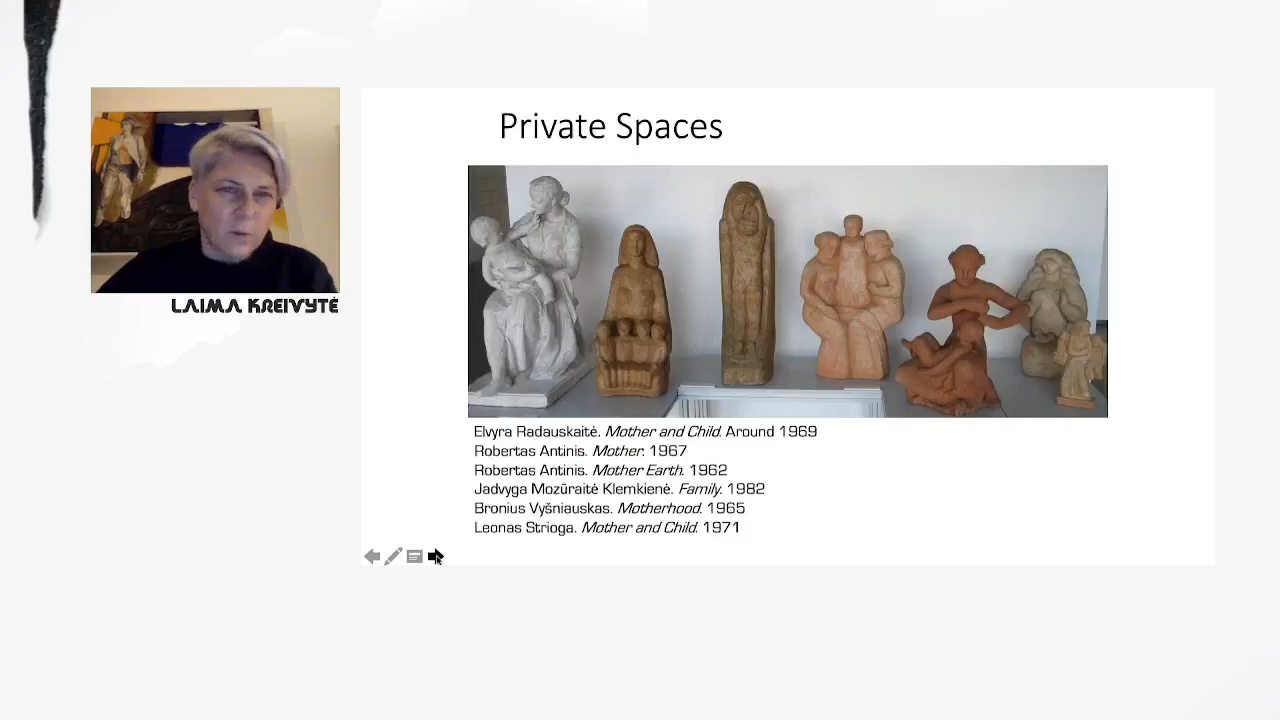 Private Spaces
LAIMA KREIVYTĖ
Elvyra Radauskaitė. Mother and Child. Around 1969
Robertas Antinis. Mother. 1967
Robertas Antinis. Mother Earth. 1962
Jadvyga Mozūraitė Klemkienė. Family. 1982
Bronius Vyšniauskas. Motherhood. 1965
Leonas Strioga. Mother and Child. 1971